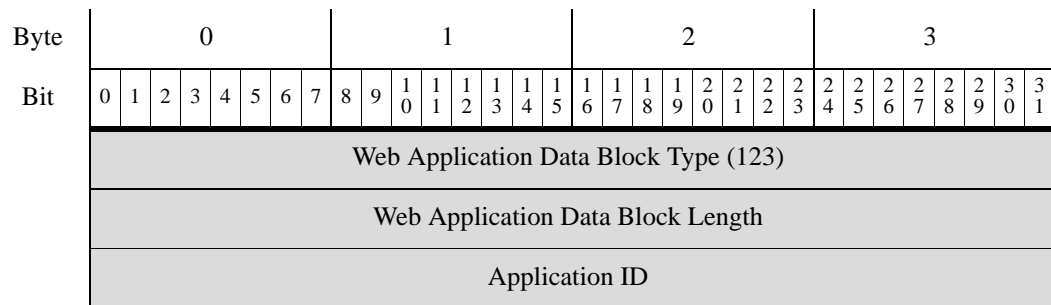 Byte 0 1 2 3
Bit 0 1 2 3 4 5 6 7 8 9 10 11 12 13 14 15 16 17 18 19 20 21 22 23 24 25 26 27 28 29 30 31
Web Application Data Block Type (123)
Web Application Data Block Length
Application ID